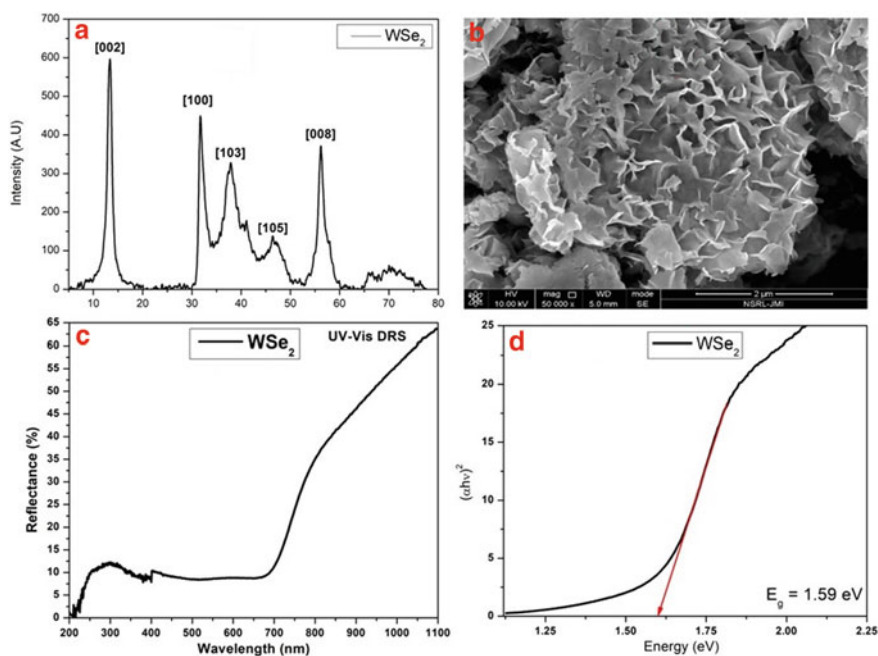 a
WSe₂
[002]
[100]
[103]
[105]
[008]
Intensity (A.U)
700
600
500
400
300
200
100
0
10 20 30 40 50 60 70 80
b
HV mag □ WD mode 2 μm
10.00 kV 50 000 x 5.0 mm SE NSRL-JMI
c
WSe₂
UV-Vis DRS
Reflectance (%)
65
60
55
50
45
40
35
30
25
20
15
10
5
0
200 300 400 500 600 700 800 900 1000 1100
Wavelength (nm)
d
WSe₂
(αhν)²
25
20
15
10
5
0
E_g = 1.59 eV
1.25 1.50 1.75 2.00 2.25
Energy (eV)